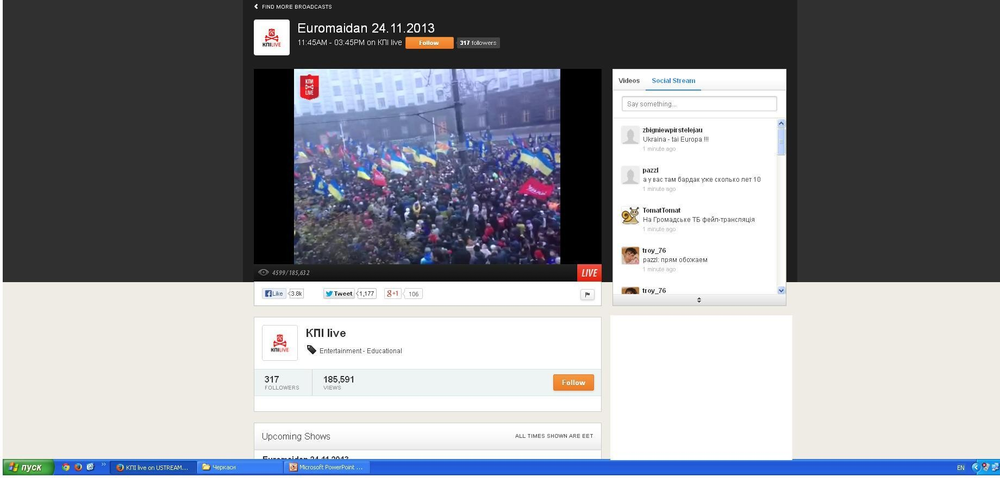 FIND MORE BROADCASTS
КПІLIVE
Euromaidan 24.11.2013
11:45AM - 03:45PM on КПІ live
Follow
317 followers
КПИ
LIVE
УДАР
4599/185,632
LIVE
Like
3.8k
Tweet
1,177
g+1
106
Videos
Social Stream
Say something...
zbigniewpirstelejau
Ukraina - tai Europa !!!
1 minute ago
pazzl
а у вас там бардак уже сколько лет 10
1 minute ago
TomatTomat
На Громадське ТБ фейл-трансляція
1 minute ago
troy_76
pazzl: прям обожаем
1 minute ago
troy_76
КПІLIVE
КПІ live
Entertainment - Educational
317
FOLLOWERS
185,591
VIEWS
Follow
Upcoming Shows
ALL TIMES SHOWN ARE EET
Euromaidan 24.11.2013
пуск
КПІ live on USTREAM...
Черкаси
Microsoft PowerPoint ...
EN